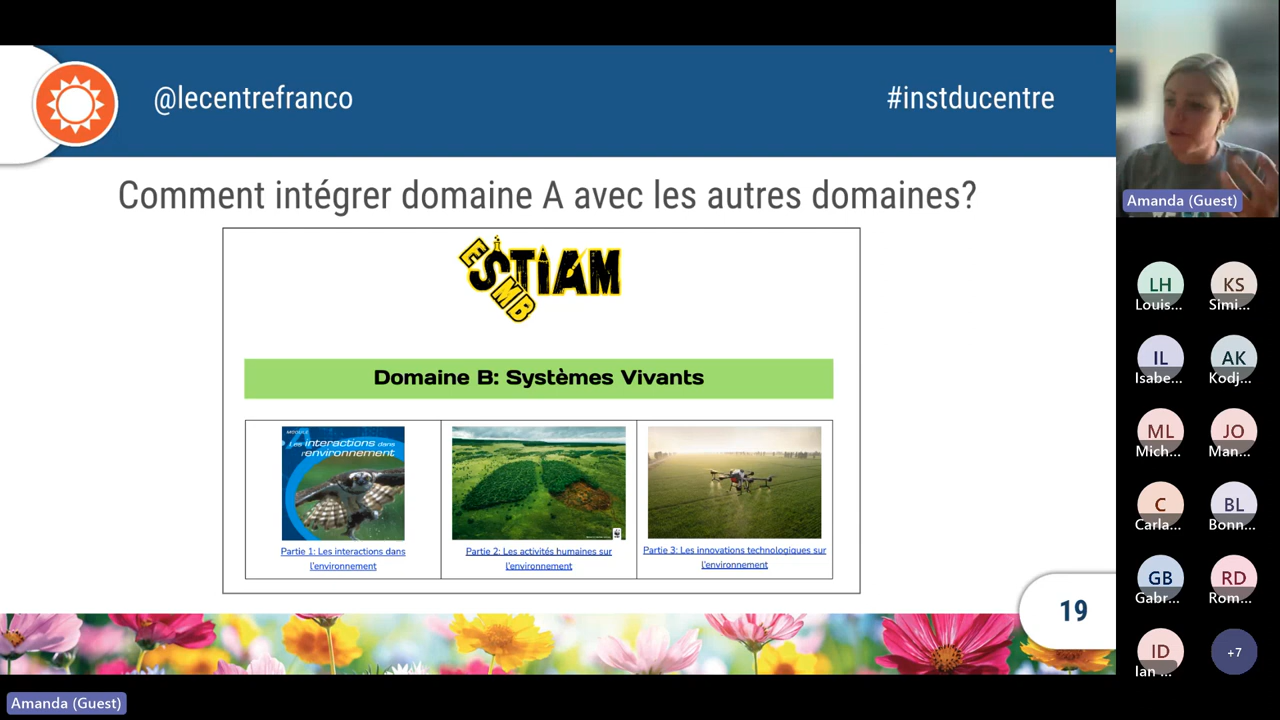 @lecentrefranco
#instducentre
Comment intégrer domaine A avec les autres domaines?
ESTIAM
SMB
Domaine B: Systèmes Vivants
MODULE
Les interactions dans
l'environnement
Partie 1: Les interactions dans
l'environnement
Partie 2: Les activités humaines sur
l'environnement
Partie 3: Les innovations technologiques sur
l'environnement
19
Amanda (Guest)
LH
Louis...
KS
Simi...
IL
Isabe...
AK
Kodj...
ML
Mich...
JO
Man...
C
Carla...
BL
Bonn...
GB
Gabr...
RD
Rom...
ID
Ian ...
+7
Amanda (Guest)